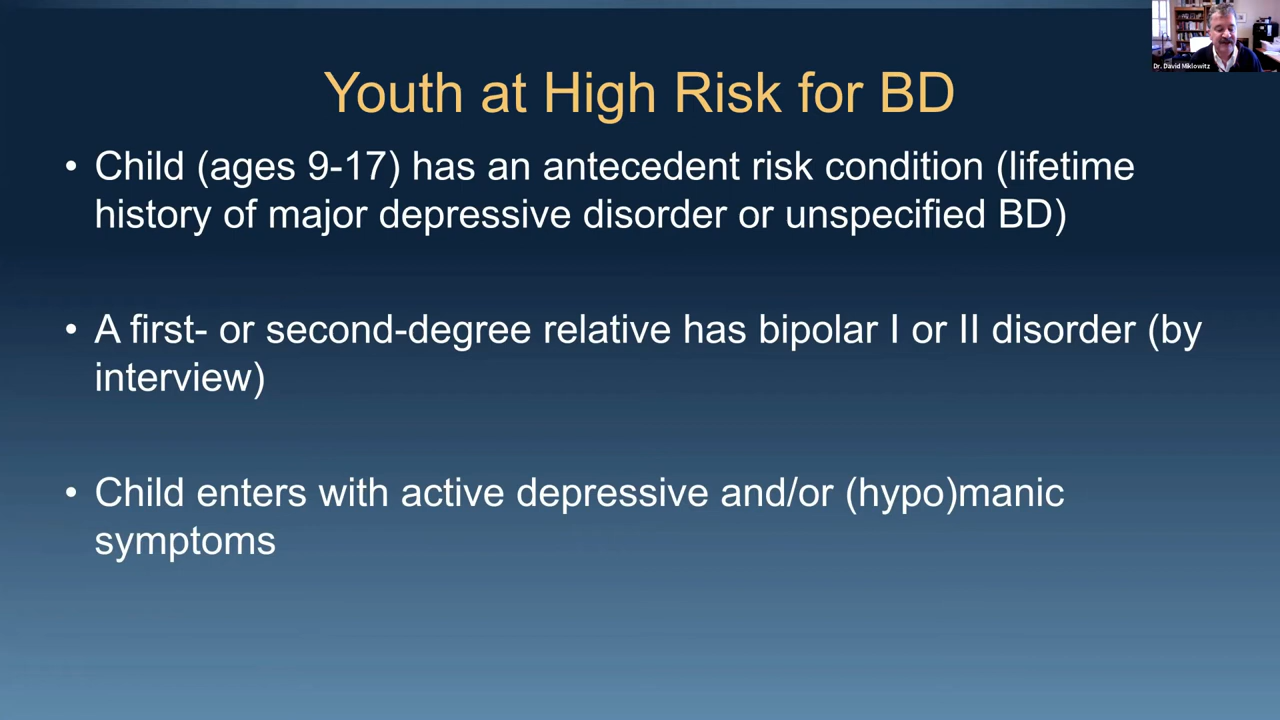 Dr. David Miklowitz
Youth at High Risk for BD
• Child (ages 9-17) has an antecedent risk condition (lifetime
history of major depressive disorder or unspecified BD)
• A first- or second-degree relative has bipolar I or II disorder (by
interview)
• Child enters with active depressive and/or (hypo)manic
symptoms